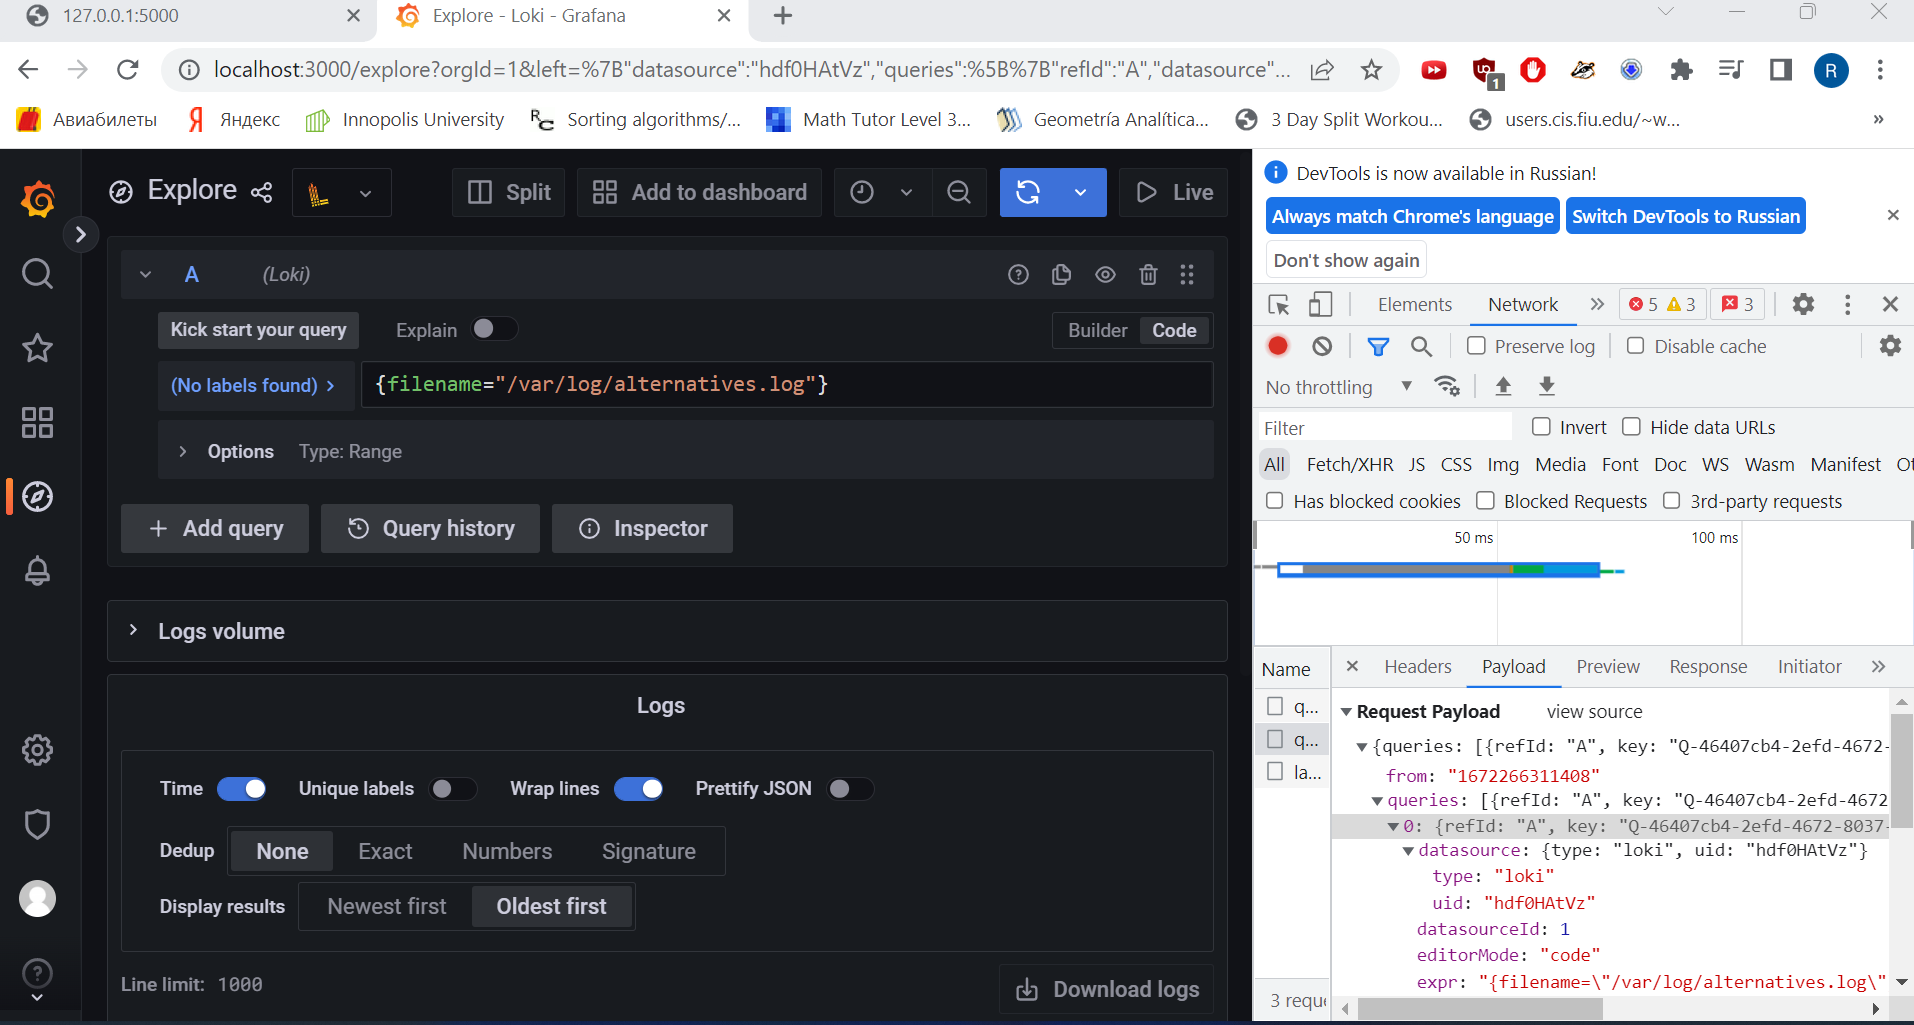 127.0.0.1:5000
Explore - Loki - Grafana
localhost:3000/explore?orgId=1&left=%7B"datasource":"hdf0HAtVz","queries":%5B%7B"refId":"A","datasource"...
1
R
Авиабилеты
Яндекс
Innopolis University
Sorting algorithms/...
Math Tutor Level 3...
Geometría Analítica...
3 Day Split Workou...
users.cis.fiu.edu/~w...
»
Explore
Split
Add to dashboard
Live
A
(Loki)
Kick start your query
Explain
Builder
Code
(No labels found) >
{filename="/var/log/alternatives.log"}
Options
Type: Range
+ Add query
Query history
Inspector
Logs volume
Logs
Time
Unique labels
Wrap lines
Prettify JSON
Dedup
None
Exact
Numbers
Signature
Display results
Newest first
Oldest first
Line limit: 1000
Download logs
DevTools is now available in Russian!
Always match Chrome's language
Switch DevTools to Russian
Don't show again
Elements
Network
»
5
3
3
Preserve log
Disable cache
No throttling
Filter
Invert
Hide data URLs
All
Fetch/XHR
JS
CSS
Img
Media
Font
Doc
WS
Wasm
Manifest
Ot
Has blocked cookies
Blocked Requests
3rd-party requests
50 ms
100 ms
Name
q...
q...
la...
3 reque
Headers
Payload
Preview
Response
Initiator
»
Request Payload
view source
{queries: [{refId: "A", key: "Q-46407cb4-2efd-4672-
from: "1672266311408"
queries: [{refId: "A", key: "Q-46407cb4-2efd-4672
0: {refId: "A", key: "Q-46407cb4-2efd-4672-8037-
datasource: {type: "loki", uid: "hdf0HAtVz"}
type: "loki"
uid: "hdf0HAtVz"
datasourceId: 1
editorMode: "code"
expr: "{filename=\"/var/log/alternatives.log\"